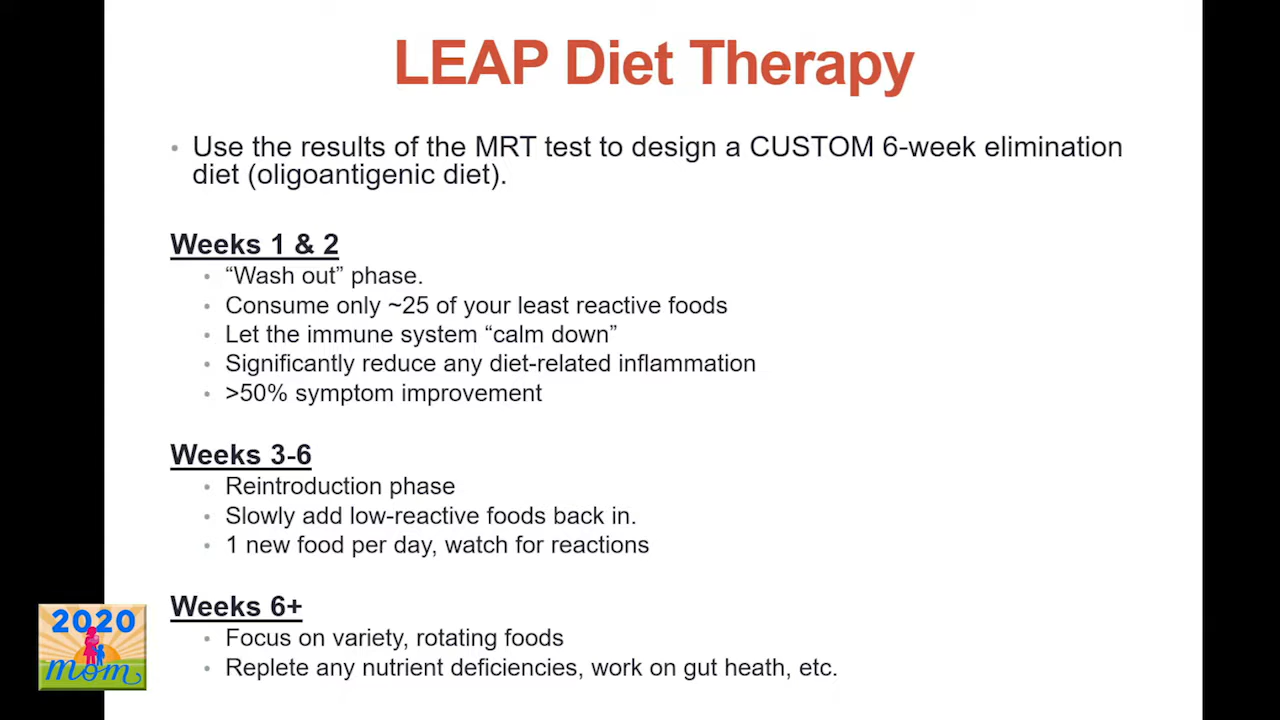 LEAP Diet Therapy
• Use the results of the MRT test to design a CUSTOM 6-week elimination
diet (oligoantigenic diet).
Weeks 1 & 2
• “Wash out” phase.
• Consume only ~25 of your least reactive foods
• Let the immune system “calm down”
• Significantly reduce any diet-related inflammation
• >50% symptom improvement
Weeks 3-6
• Reintroduction phase
• Slowly add low-reactive foods back in.
• 1 new food per day, watch for reactions
Weeks 6+
• Focus on variety, rotating foods
• Replete any nutrient deficiencies, work on gut heath, etc.
2020
mom